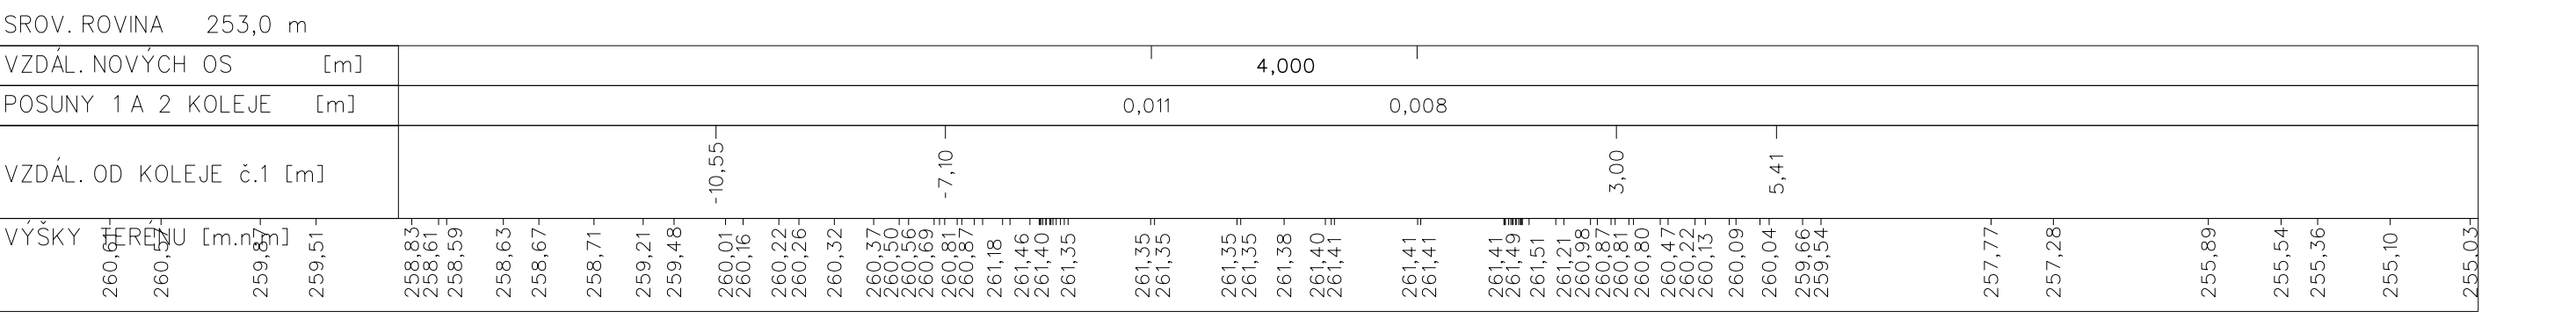 SROV. ROVINA 253,0 m
VZDÁL. NOVÝCH OS [m] 4,000
POSUNY 1 A 2 KOLEJE [m] 0,011 0,008
VZDÁL. OD KOLEJE č.1 [m] -10,55 -7,10 3,00 5,41
VÝŠKY TERÉNU [m.n.m] 260,61 259,87 259,51 258,83 258,61 258,59 258,63 258,67 258,71 259,21 259,48 260,01 260,16 260,22 260,26 260,32 260,37 260,50 260,56 260,69 260,81 260,87 261,18 261,46 261,40 261,35 261,35 261,35 261,35 261,35 261,38 261,40 261,41 261,41 261,41 261,41 261,49 261,51 261,21 260,98 260,87 260,81 260,80 260,47 260,22 260,13 260,09 260,04 259,66 259,54 257,77 257,28 255,89 255,54 255,36 255,10 255,03